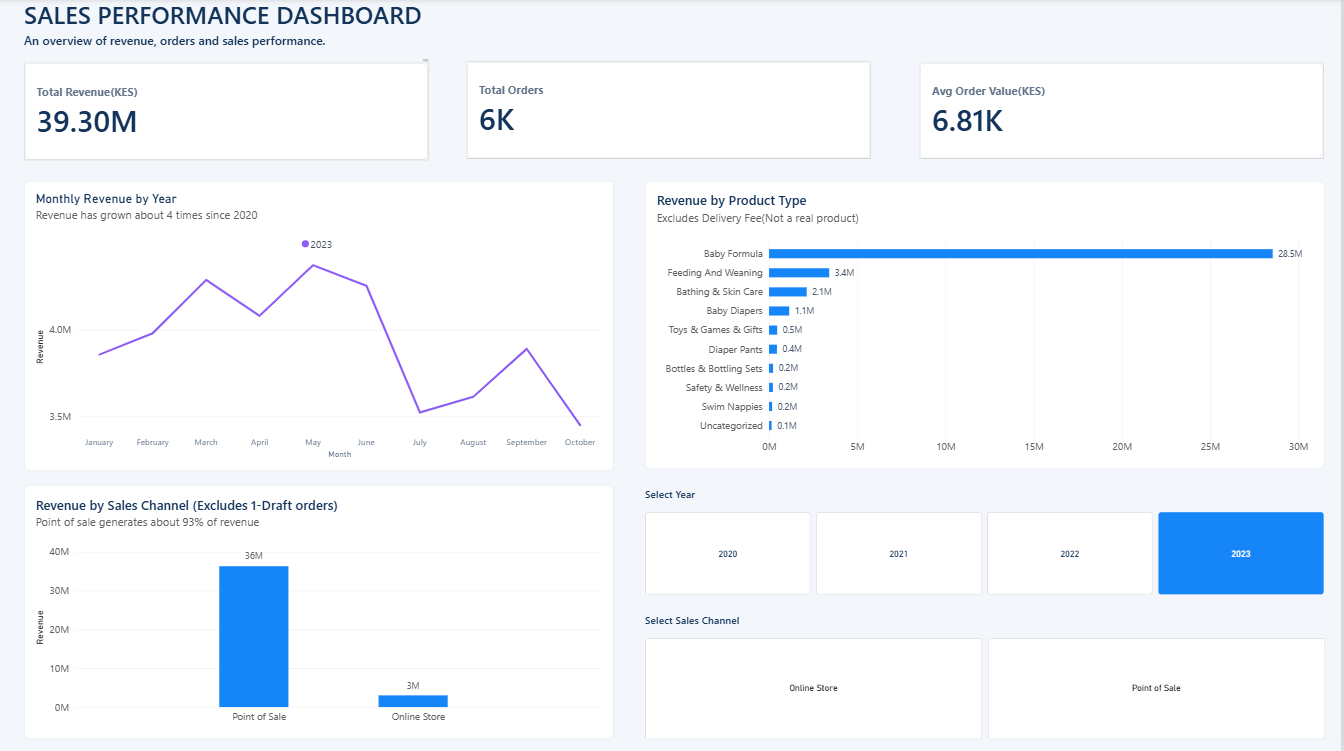 SALES PERFORMANCE DASHBOARD
An overview of revenue, orders and sales performance.
Total Revenue(KES)
39.30M
Total Orders
6K
Avg Order Value(KES)
6.81K
Monthly Revenue by Year
Revenue has grown about 4 times since 2020
2023
Revenue
4.0M
3.5M
January February March April May June July August September October
Month
Revenue by Product Type
Excludes Delivery Fee(Not a real product)
Baby Formula 28.5M
Feeding And Weaning 3.4M
Bathing & Skin Care 2.1M
Baby Diapers 1.1M
Toys & Games & Gifts 0.5M
Diaper Pants 0.4M
Bottles & Bottling Sets 0.2M
Safety & Wellness 0.2M
Swim Nappies 0.2M
Uncategorized 0.1M
0M 5M 10M 15M 20M 25M 30M
Revenue by Sales Channel (Excludes 1-Draft orders)
Point of sale generates about 93% of revenue
Revenue
40M
30M
20M
10M
0M
36M
3M
Point of Sale Online Store
Select Year
2020 2021 2022 2023
Select Sales Channel
Online Store Point of Sale